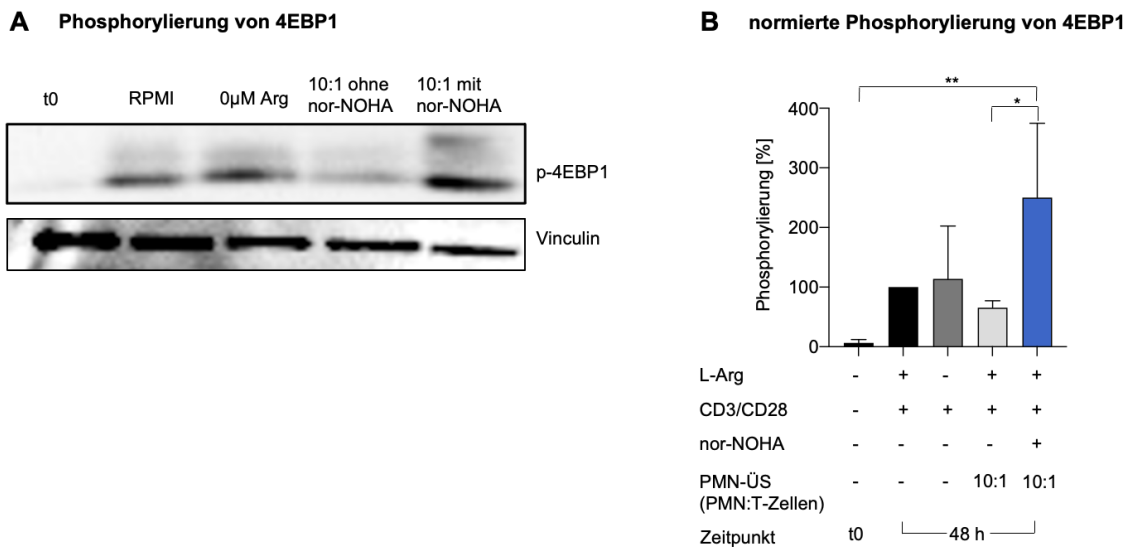 A Phosphorylierung von 4EBP1
t0 RPMI 0µM Arg 10:1 ohne nor-NOHA 10:1 mit nor-NOHA
p-4EBP1
Vinculin
B normierte Phosphorylierung von 4EBP1
**
*
Phosphorylierung [%]
400
300
200
100
0
L-Arg - + - + +
CD3/CD28 - + + + +
nor-NOHA - - - - +
PMN-ÜS - - - 10:1 10:1
(PMN:T-Zellen)
Zeitpunkt t0 48 h